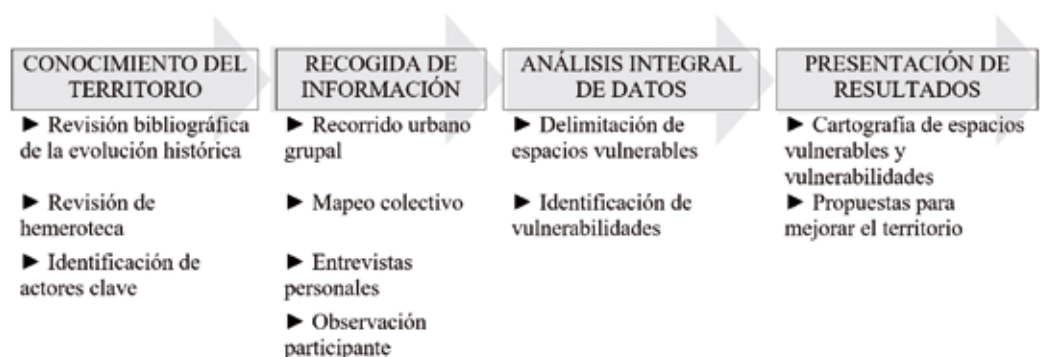 CONOCIMIENTO DEL
TERRITORIO
► Revisión bibliográfica
de la evolución histórica
► Revisión de
hemeroteca
► Identificación de
actores clave
RECOGIDA DE
INFORMACIÓN
► Recorrido urbano
grupal
► Mapeo colectivo
► Entrevistas
personales
► Observación
participante
ANÁLISIS INTEGRAL
DE DATOS
► Delimitación de
espacios vulnerables
► Identificación de
vulnerabilidades
PRESENTACIÓN DE
RESULTADOS
► Cartografía de espacios
vulnerables y
vulnerabilidades
► Propuestas para
mejorar el territorio